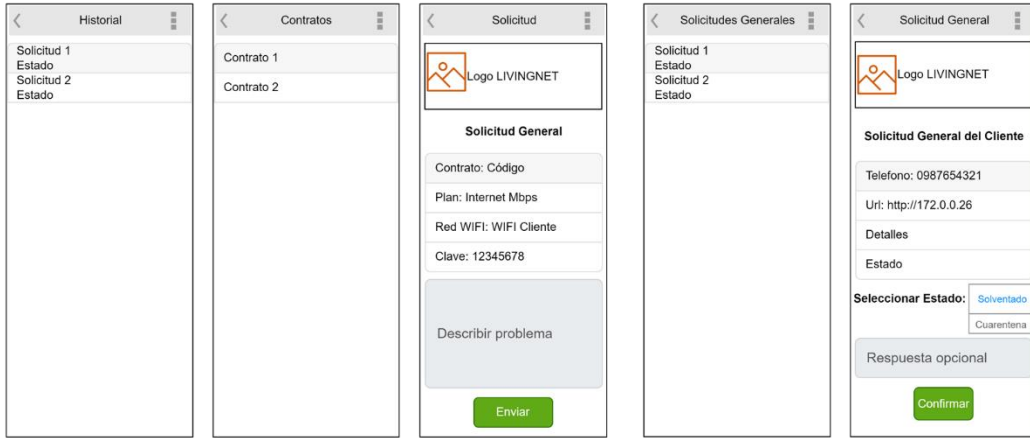 Historial
Solicitud 1
Estado
Solicitud 2
Estado
Contratos
Contrato 1
Contrato 2
Solicitud
Logo LIVINGNET
Solicitud General
Contrato: Código
Plan: Internet Mbps
Red WIFI: WIFI Cliente
Clave: 12345678
Describir problema
Enviar
Solicitudes Generales
Solicitud 1
Estado
Solicitud 2
Estado
Solicitud General
Logo LIVINGNET
Solicitud General del Cliente
Telefono: 0987654321
Url: http://172.0.0.26
Detalles
Estado
Seleccionar Estado: Solventado
Cuarentena
Respuesta opcional
Confirmar